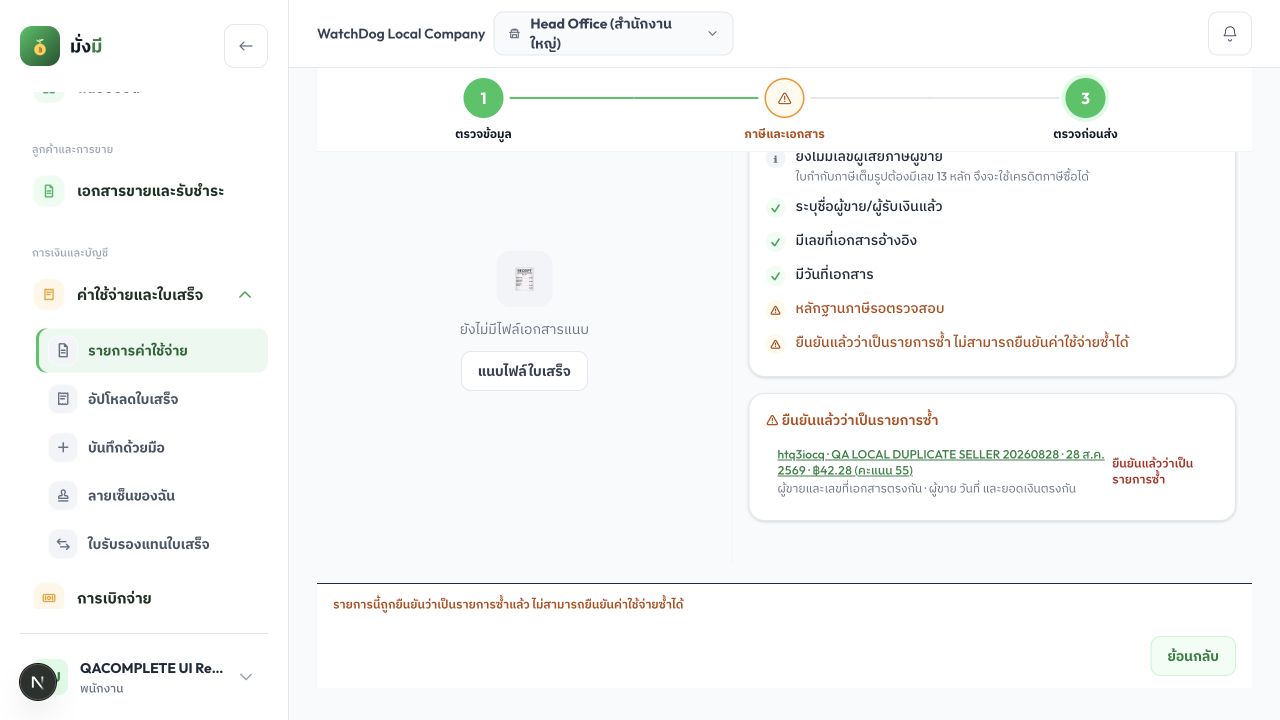 มั่งมี
ลูกค้าและการขาย
เอกสารขายและรับชำระ
การเงินและบัญชี
ค่าใช้จ่ายและใบเสร็จ
รายการค่าใช้จ่าย
อัปโหลดใบเสร็จ
บันทึกด้วยมือ
ลายเซ็นของฉัน
ใบรับรองแทนใบเสร็จ
การเบิกจ่าย
QACOMPLETE UI Re...
พนักงาน
N
WatchDog Local Company
Head Office (สำนักงาน
ใหญ่)
1
3
ตรวจข้อมูล
ภาษีและเอกสาร
ตรวจก่อนส่ง
ยังไม่มีไฟล์เอกสารแนบ
แนบไฟล์ใบเสร็จ
ยังไม่มีเลขผู้เสียภาษีผู้ขาย
ใบกำกับภาษีเต็มรูปต้องมีเลข 13 หลัก จึงจะใช้เครดิตภาษีซื้อได้
ระบุชื่อผู้ขาย/ผู้รับเงินแล้ว
มีเลขที่เอกสารอ้างอิง
มีวันที่เอกสาร
หลักฐานภาษีรอตรวจสอบ
ยืนยันแล้วว่าเป็นรายการซ้ำ ไม่สามารถยืนยันค่าใช้จ่ายซ้ำได้
ยืนยันแล้วว่าเป็นรายการซ้ำ
htq3iocq · QA LOCAL DUPLICATE SELLER 20260828 · 28 ส.ค.
2569 · ฿42.28 (คะแนน 55)
ผู้ขายและเลขที่เอกสารตรงกัน · ผู้ขาย วันที่ และยอดเงินตรงกัน
ยืนยันแล้วว่าเป็น
รายการซ้ำ
รายการนี้ถูกยืนยันว่าเป็นรายการซ้ำแล้ว ไม่สามารถยืนยันค่าใช้จ่ายซ้ำได้
ย้อนกลับ